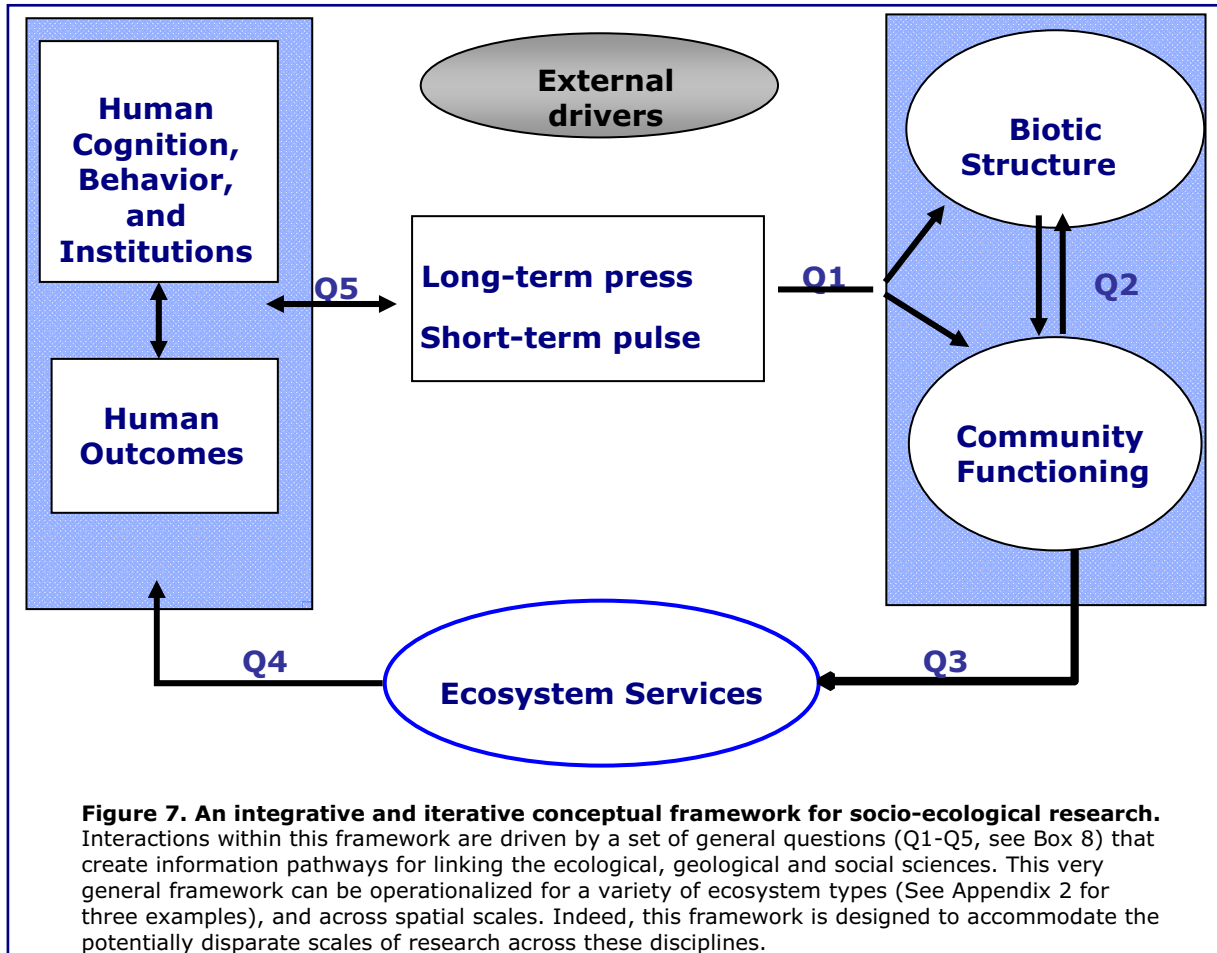 External
drivers
Human
Cognition,
Behavior,
and
Institutions
Biotic
Structure
Q5
Long-term press
Short-term pulse
Q1
Q2
Human
Outcomes
Community
Functioning
Q4
Ecosystem Services
Q3
Figure 7. An integrative and iterative conceptual framework for socio-ecological research.
Interactions within this framework are driven by a set of general questions (Q1-Q5, see Box 8) that
create information pathways for linking the ecological, geological and social sciences. This very
general framework can be operationalized for a variety of ecosystem types (See Appendix 2 for
three examples), and across spatial scales. Indeed, this framework is designed to accommodate the
potentially disparate scales of research across these disciplines.